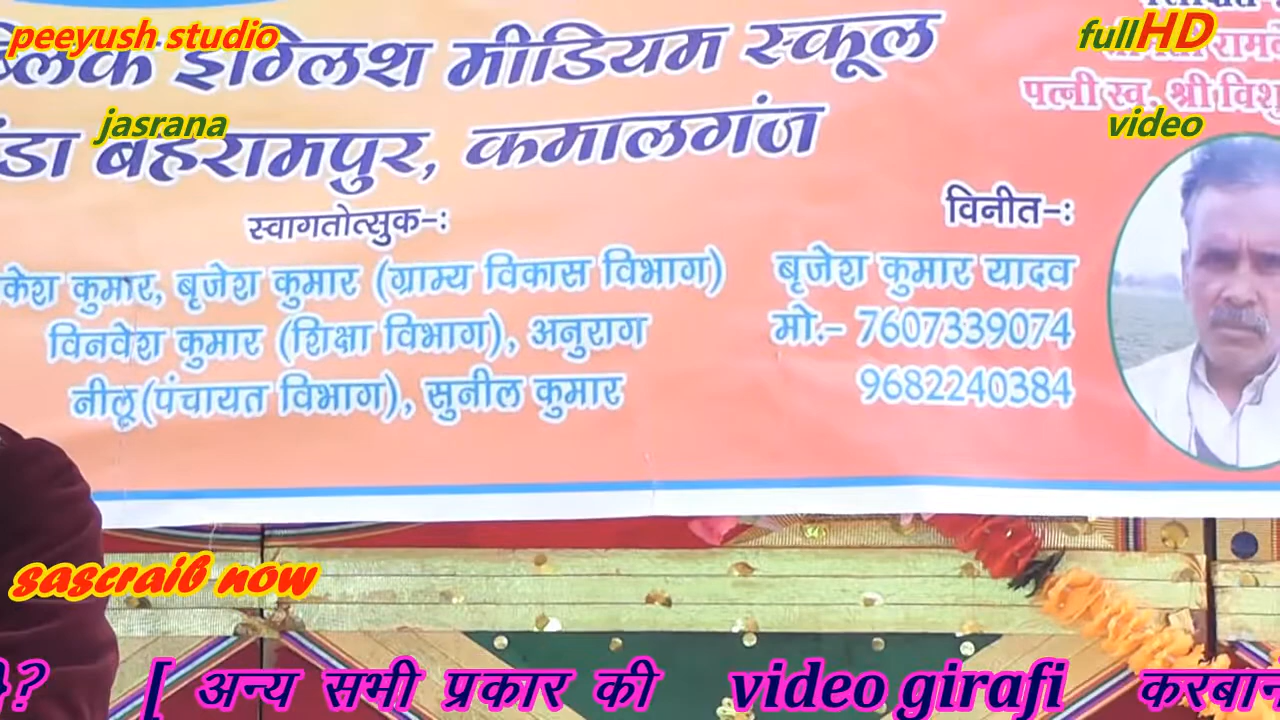 peeyush studio
fullHD
इंग्लिश मीडियम स्कूल
पत्नी स्व. श्री
jasrana
video
बहरामपुर, कमालगंज
स्वागतोत्सुक-:
विनीत-:
कुमार, बृजेश कुमार (ग्राम्य विकास विभाग)
बृजेश कुमार यादव
विनवेश कुमार (शिक्षा विभाग), अनुराग
मो.- 7607339074
नीलू(पंचायत विभाग), सुनील कुमार
9682240384
sascraib now
[ अन्य सभी प्रकार की video girafi